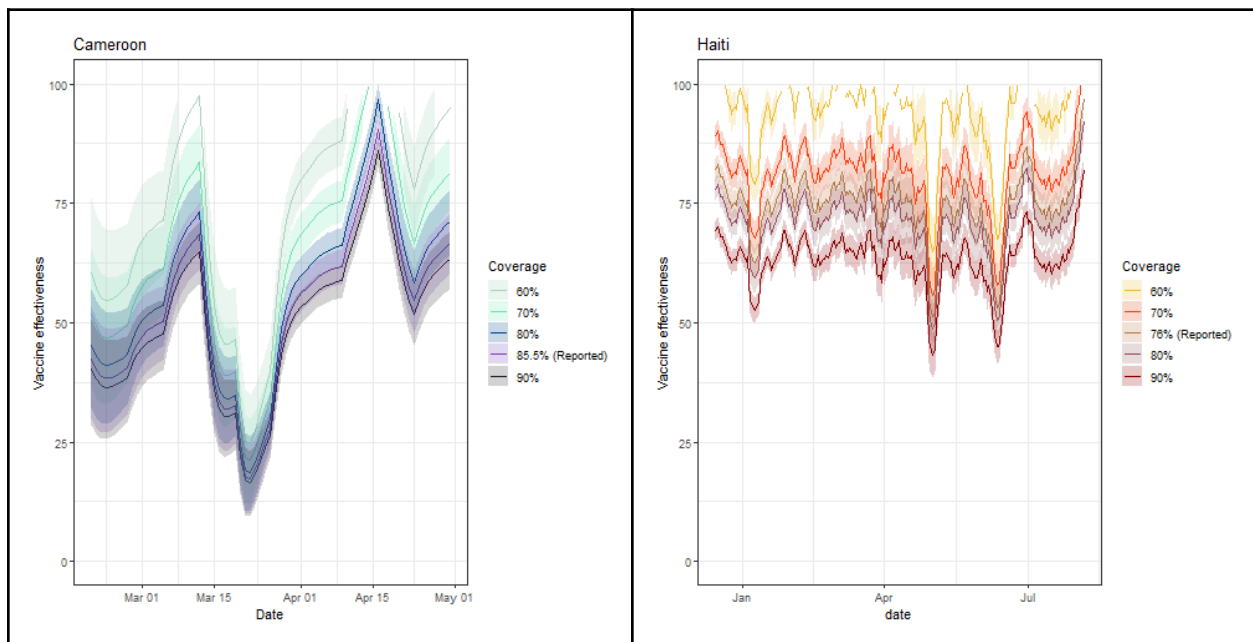 Cameroon
Vaccine effectiveness
100
75
50
25
0
Mar 01
Mar 15
Apr 01
Apr 15
May 01
Date
Coverage
60%
70%
80%
85.5% (Reported)
90%
Haiti
Vaccine effectiveness
100
75
50
25
0
Jan
Apr
Jul
date
Coverage
60%
70%
76% (Reported)
80%
90%